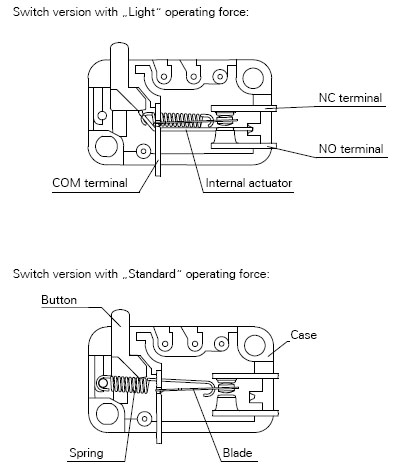 Switch version with „Light“ operating force:
NC terminal
NO terminal
COM terminal
Internal actuator
Switch version with „Standard“ operating force:
Button
Case
Spring
Blade